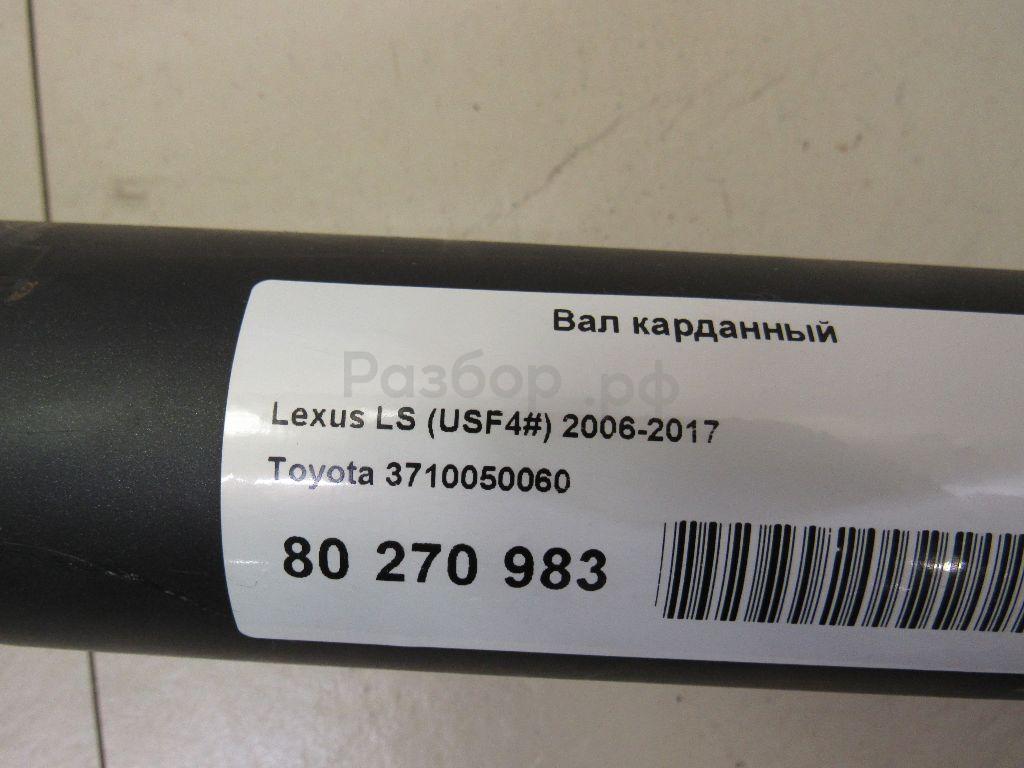 Вал карданный
Разбор.рф
Lexus LS (USF4#) 2006-2017
Toyota 3710050060
80 270 983